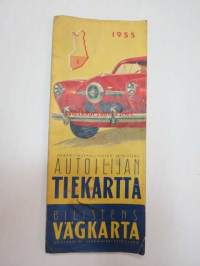 1955
AUTOILIJAN
TIEKARTTA
BILISTENS
VÄGKARTA